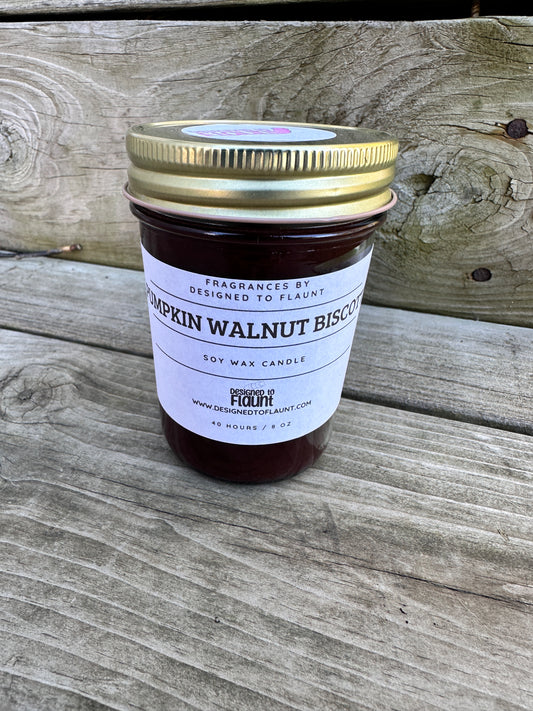 FRAGRANCES BY
DESIGNED TO FLAUNT
PUMPKIN WALNUT BISCO
SOY WAX CANDLE
DESIGNED TO
FLAUNT
WWW.DESIGNEDTOFLAUNT.COM
40 HOURS / 8 OZ